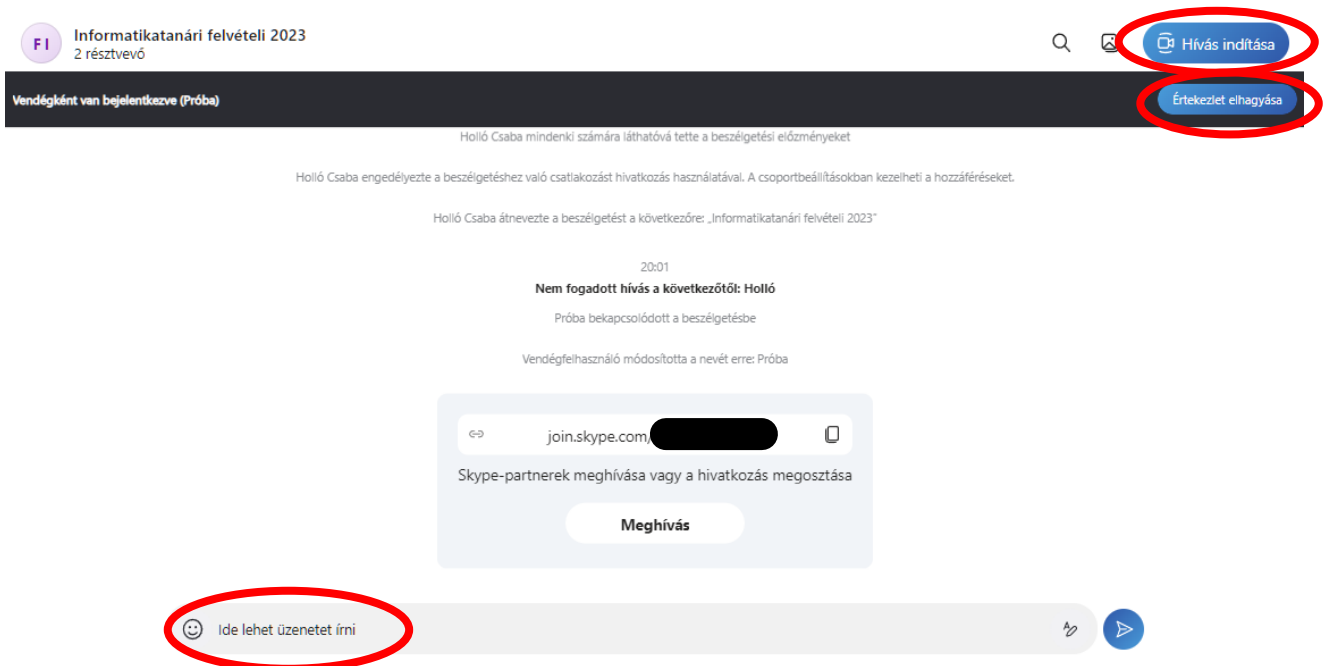 FI
Informatikatanári felvételi 2023
2 résztvevő
Hívás indítása
Vendégként van bejelentkezve (Próba)
Értekezlet elhagyása
Holló Csaba mindenki számára láthatóvá tette a beszélgetési előzményeket
Holló Csaba engedélyezte a beszélgetéshez való csatlakozást hivatkozás használatával. A csoportbeállításokban kezelheti a hozzáféréseket.
Holló Csaba átnevezte a beszélgetést a következőre: „Informatikatanári felvételi 2023”
20:01
Nem fogadott hívás a következőtől: Holló
Próba bekapcsolódott a beszélgetésbe
Vendégfelhasználó módosította a nevét erre: Próba
join.skype.com/
Skype-partnerek meghívása vagy a hivatkozás megosztása
Meghívás
Ide lehet üzenetet írni